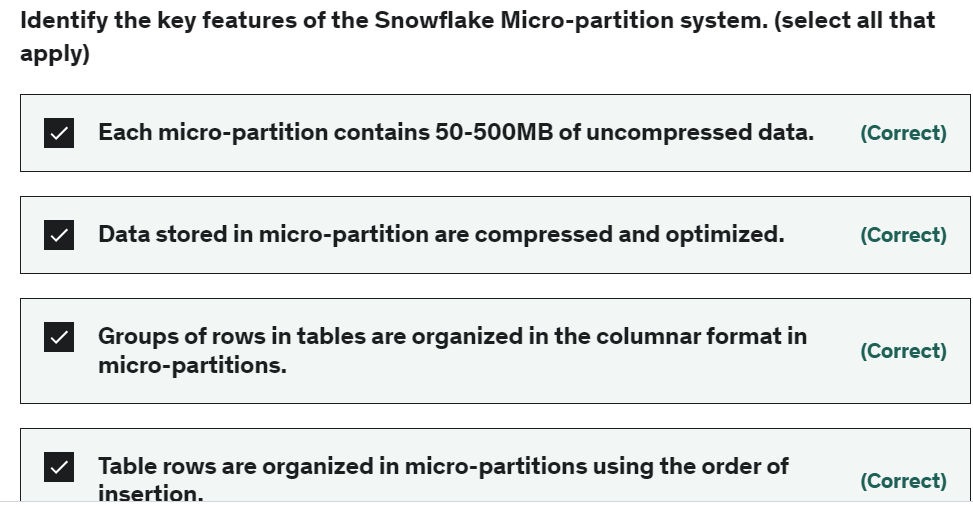 Identify the key features of the Snowflake Micro-partition system. (select all that
apply)
Each micro-partition contains 50-500MB of uncompressed data. (Correct)
Data stored in micro-partition are compressed and optimized. (Correct)
Groups of rows in tables are organized in the columnar format in
micro-partitions. (Correct)
Table rows are organized in micro-partitions using the order of
insertion. (Correct)